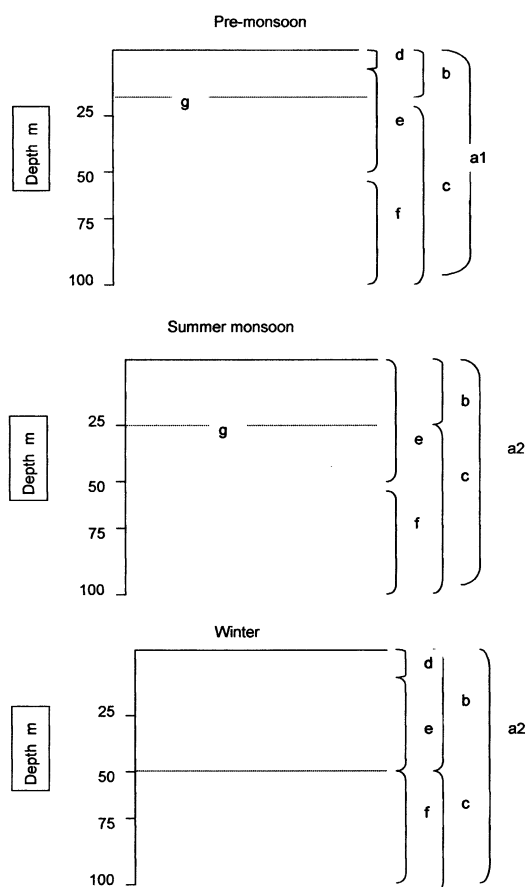 Pre-monsoon
d
b
g
25
e
Depth m
a1
50
c
f
75
100
Summer monsoon
b
25
g
e
Depth m
a2
50
c
f
75
100
Winter
d
b
25
e
a2
Depth m
50
f
c
75
100